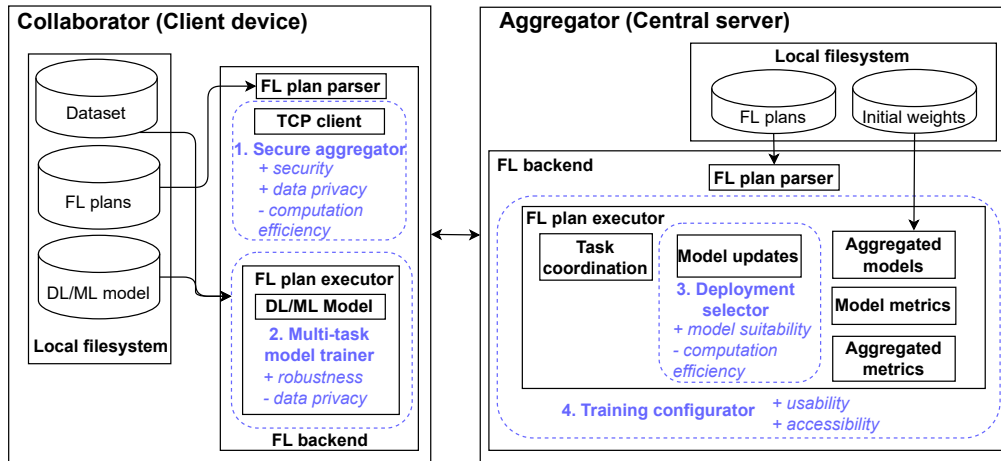 Collaborator (Client device)
Dataset
FL plans
DL/ML model
Local filesystem
FL plan parser
TCP client
1. Secure aggregator
+ security
+ data privacy
- computation
efficiency
FL plan executor
DL/ML Model
2. Multi-task
model trainer
+ robustness
- data privacy
FL backend
Aggregator (Central server)
Local filesystem
FL plans
Initial weights
FL backend
FL plan parser
FL plan executor
Task
coordination
Model updates
3. Deployment
selector
+ model suitability
- computation
efficiency
Aggregated
models
Model metrics
Aggregated
metrics
4. Training configurator
+ usability
+ accessibility